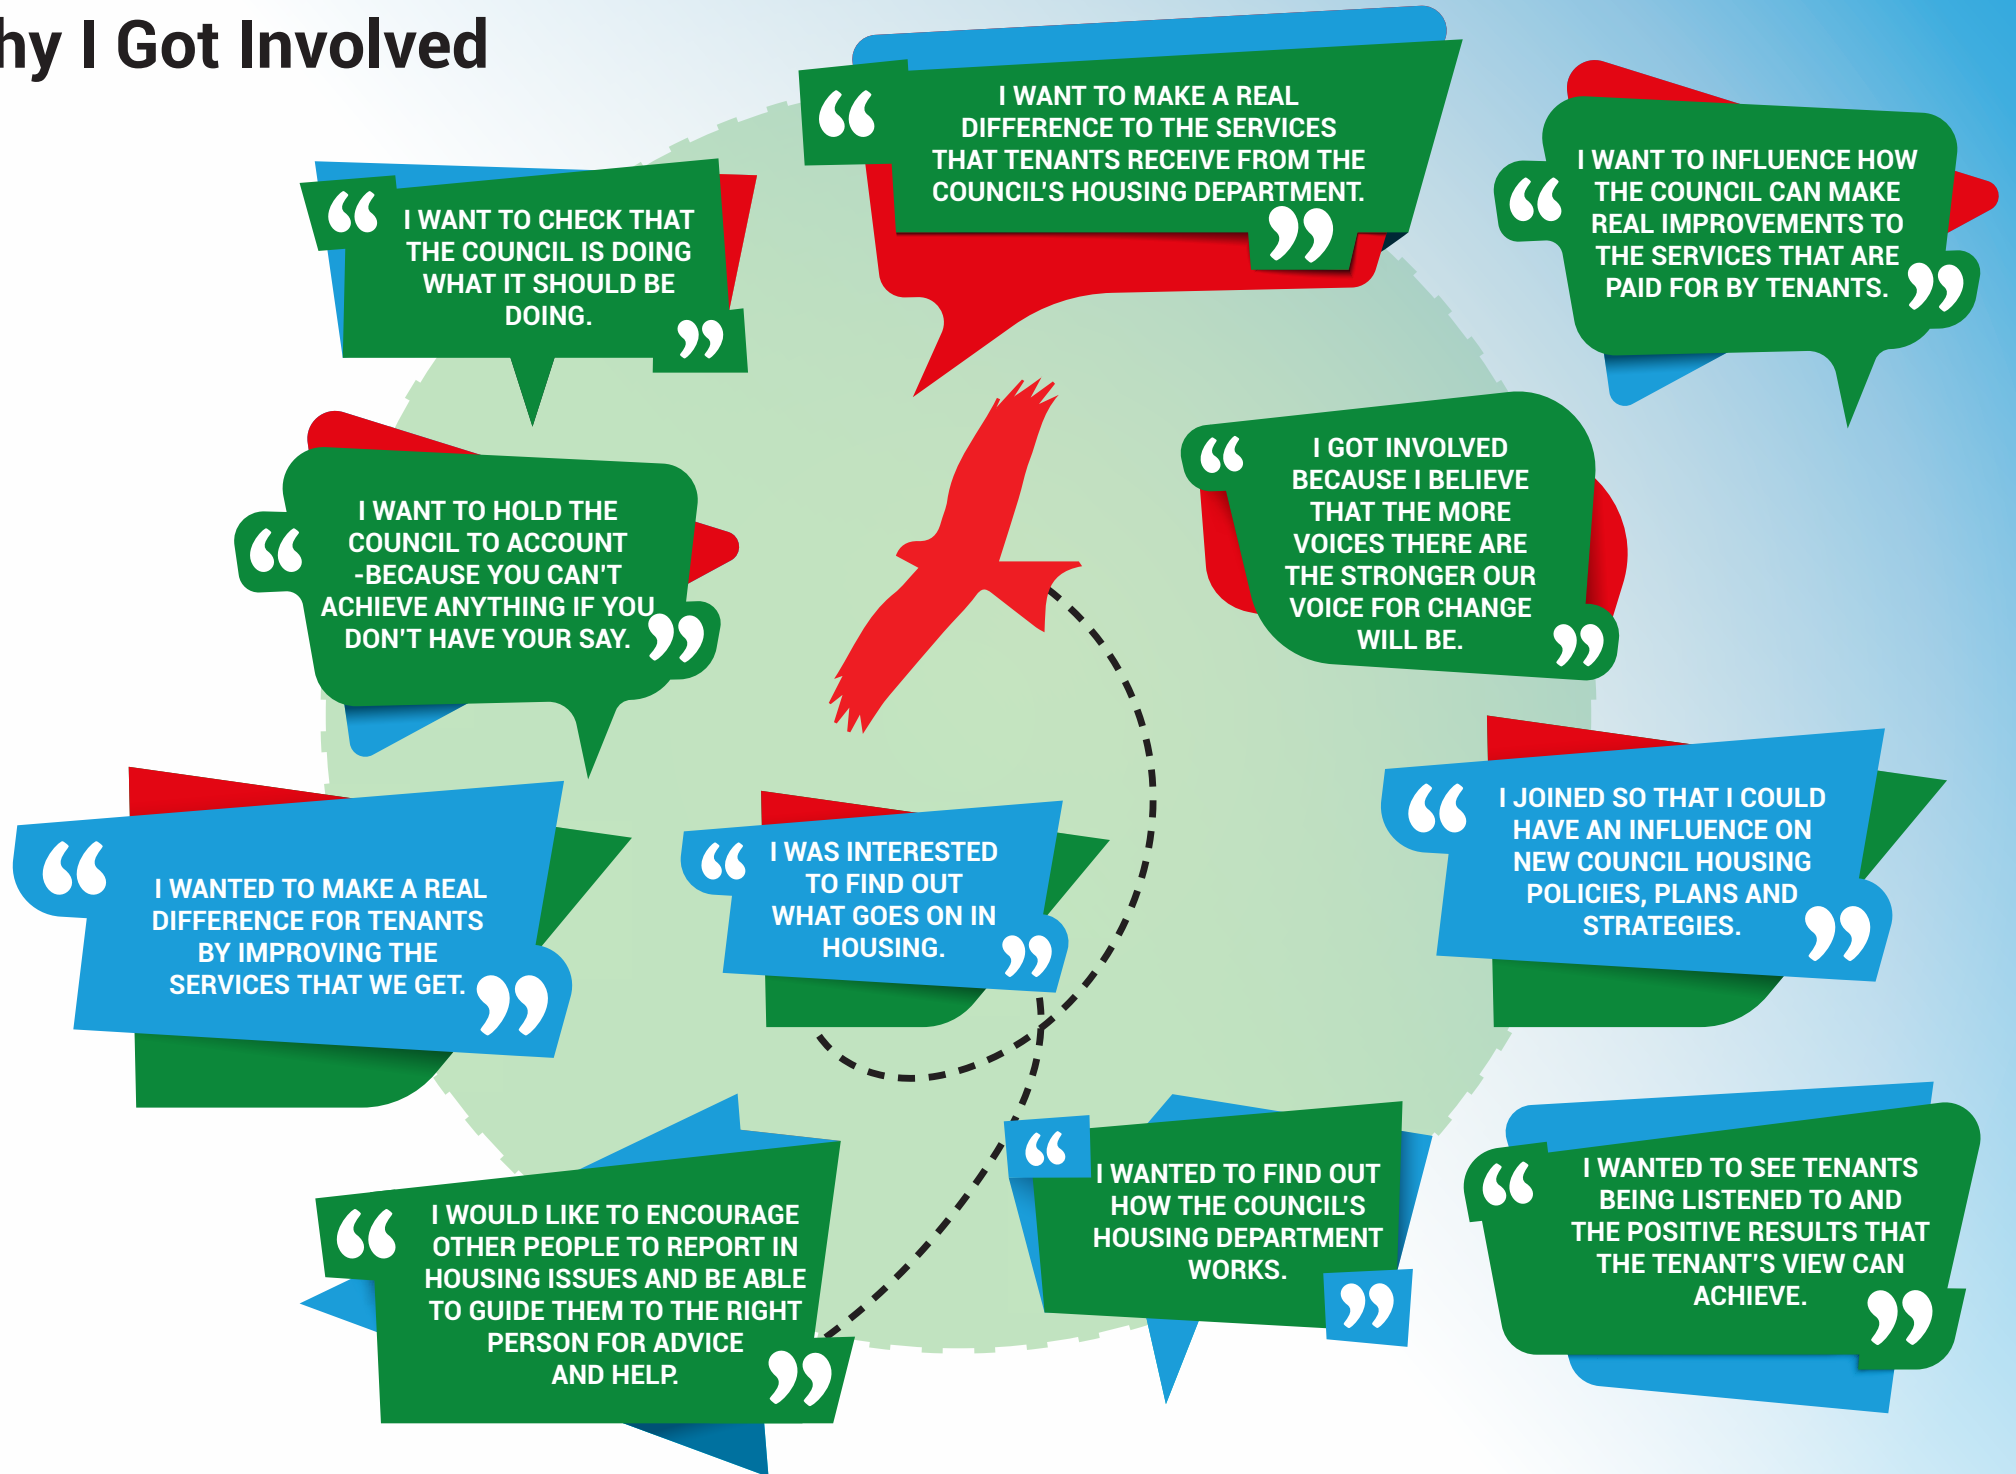 hy I Got Involved
“ I WANT TO MAKE A REAL
DIFFERENCE TO THE SERVICES
THAT TENANTS RECEIVE FROM THE
COUNCIL'S HOUSING DEPARTMENT. ”
“ I WANT TO INFLUENCE HOW
THE COUNCIL CAN MAKE
REAL IMPROVEMENTS TO
THE SERVICES THAT ARE
PAID FOR BY TENANTS. ”
“ I WANT TO CHECK THAT
THE COUNCIL IS DOING
WHAT IT SHOULD BE
DOING. ”
“ I WANT TO HOLD THE
COUNCIL TO ACCOUNT
-BECAUSE YOU CAN'T
ACHIEVE ANYTHING IF YOU
DON'T HAVE YOUR SAY. ”
“ I GOT INVOLVED
BECAUSE I BELIEVE
THAT THE MORE
VOICES THERE ARE
THE STRONGER OUR
VOICE FOR CHANGE
WILL BE. ”
“ I WANTED TO MAKE A REAL
DIFFERENCE FOR TENANTS
BY IMPROVING THE
SERVICES THAT WE GET. ”
“ I WAS INTERESTED
TO FIND OUT
WHAT GOES ON IN
HOUSING. ”
“ I JOINED SO THAT I COULD
HAVE AN INFLUENCE ON
NEW COUNCIL HOUSING
POLICIES, PLANS AND
STRATEGIES. ”
“ I WOULD LIKE TO ENCOURAGE
OTHER PEOPLE TO REPORT IN
HOUSING ISSUES AND BE ABLE
TO GUIDE THEM TO THE RIGHT
PERSON FOR ADVICE
AND HELP. ”
“ I WANTED TO FIND OUT
HOW THE COUNCIL'S
HOUSING DEPARTMENT
WORKS. ”
“ I WANTED TO SEE TENANTS
BEING LISTENED TO AND
THE POSITIVE RESULTS THAT
THE TENANT'S VIEW CAN
ACHIEVE. ”